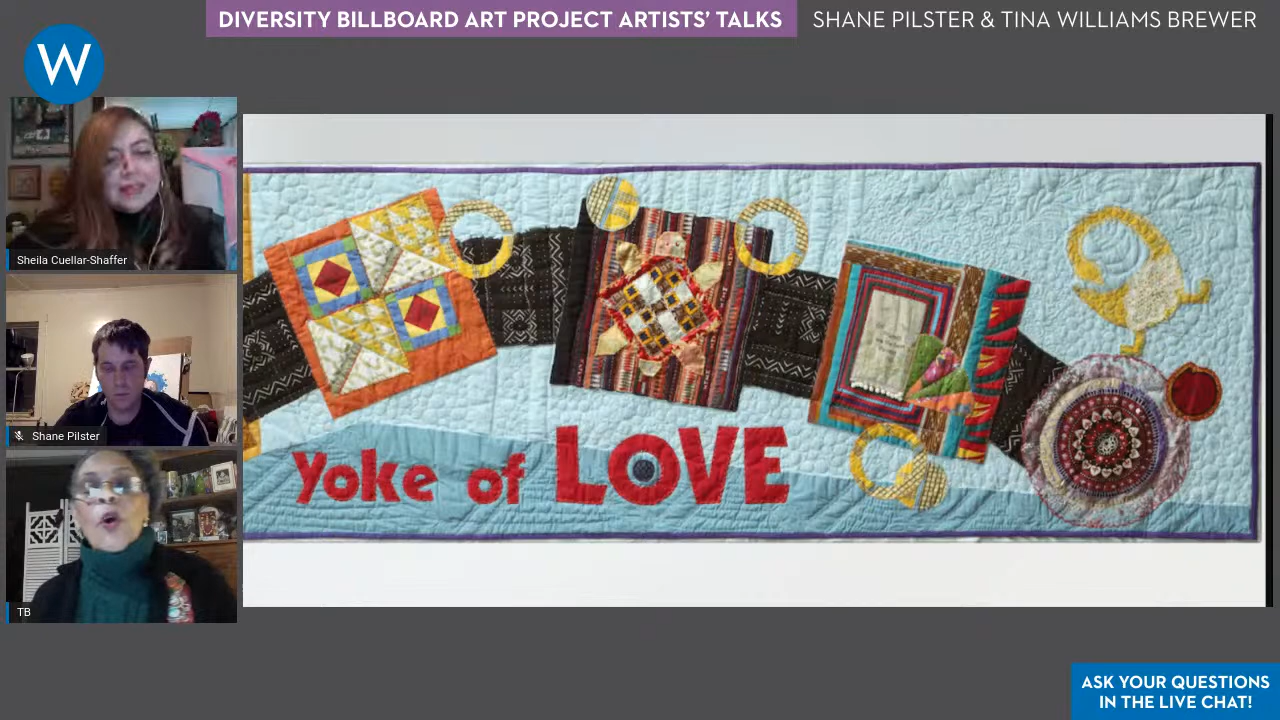 DIVERSITY BILLBOARD ART PROJECT ARTISTS' TALKS SHANE PILSTER & TINA WILLIAMS BREWER
W
Sheila Cuellar-Shaffer
Shane Pilster
TB
Yoke of LOVE
ASK YOUR QUESTIONS
IN THE LIVE CHAT!